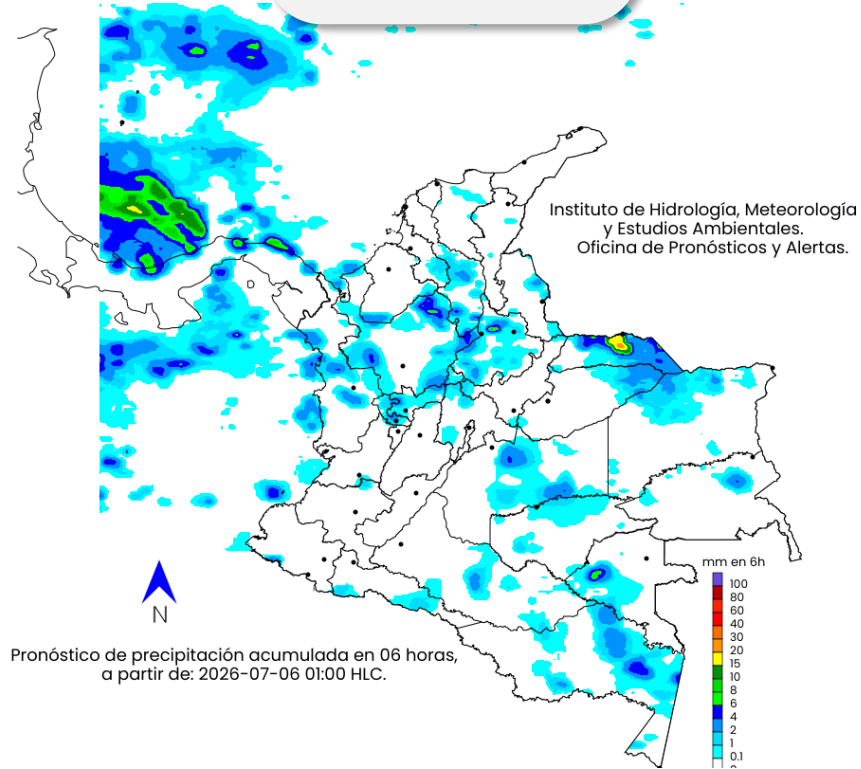 Instituto de Hidrología, Meteorología
y Estudios Ambientales.
Oficina de Pronósticos y Alertas.
N
Pronóstico de precipitación acumulada en 06 horas,
a partir de: 2026-07-06 01:00 HLC.
mm en 6h
100
80
60
40
30
20
15
10
8
6
4
2
1
0.1